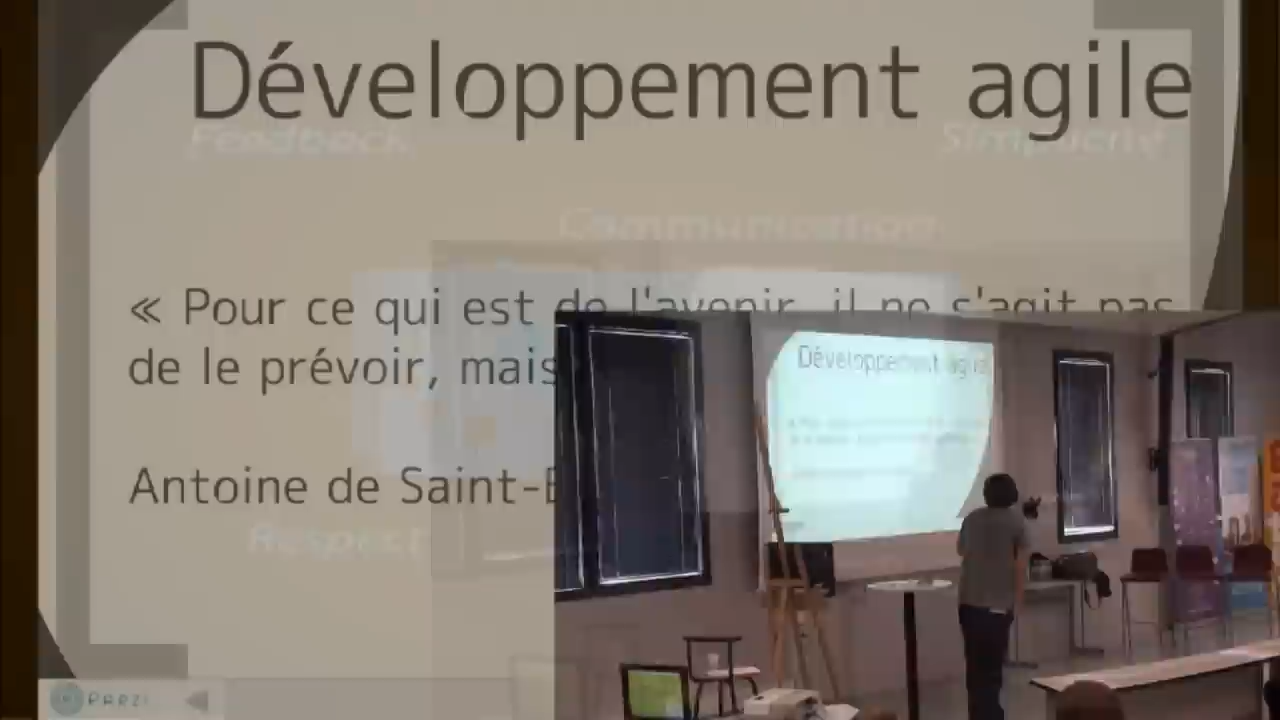 Développement agile
Feedback
Simplicité
Communication
« Pour ce qui est de l'avenir, il ne s'agit pas
de le prévoir, mais
Développement agile
Antoine de Saint-E
Respect
PREZI